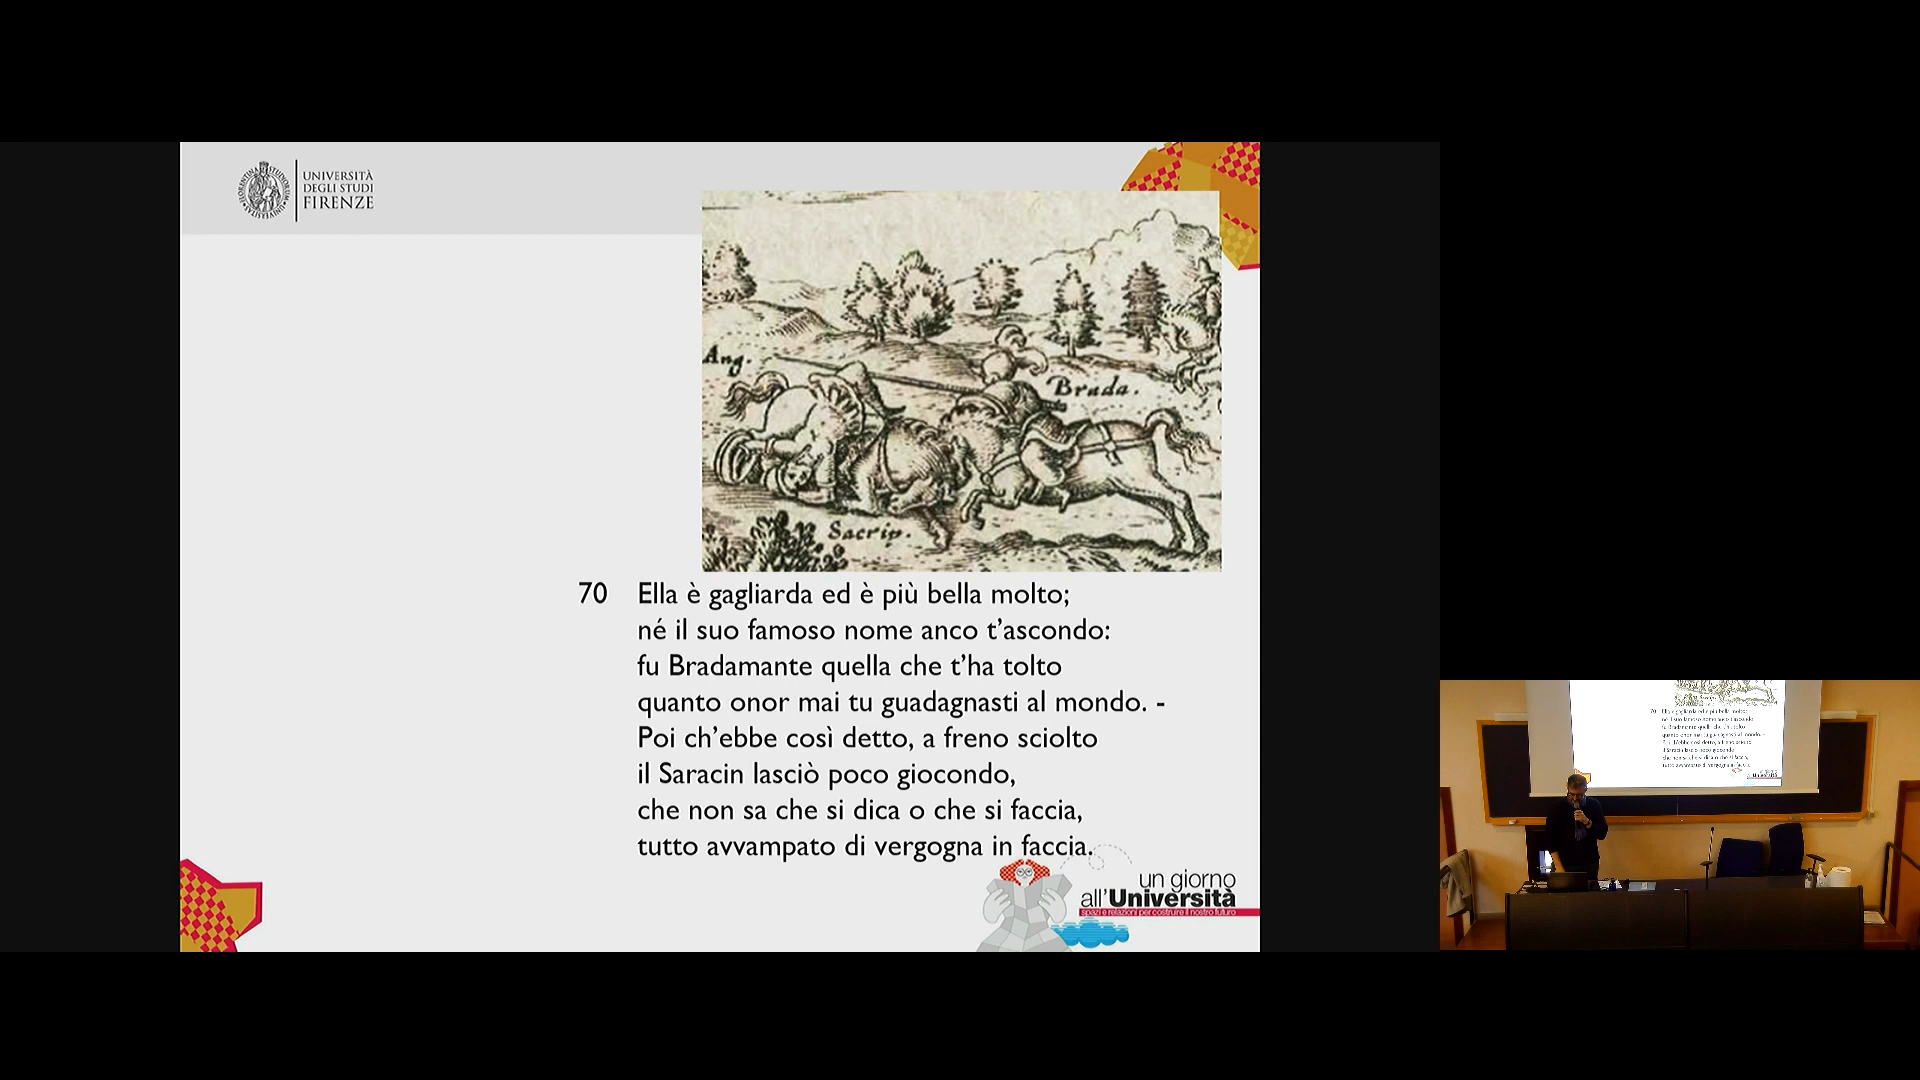 UNIVERSITÀ
DEGLI STUDI
FIRENZE
Ang.
Brada.
Sacrip.
70 Ella è gagliarda ed è più bella molto;
né il suo famoso nome anco t’ascondo:
fu Bradamante quella che t’ha tolto
quanto onor mai tu guadagnasti al mondo. -
Poi ch’ebbe così detto, a freno sciolto
il Saracin lasciò poco giocondo,
che non sa che si dica o che si faccia,
tutto avvampato di vergogna in faccia.
un giorno
all'Università
spazi e relazioni per costruire il nostro futuro